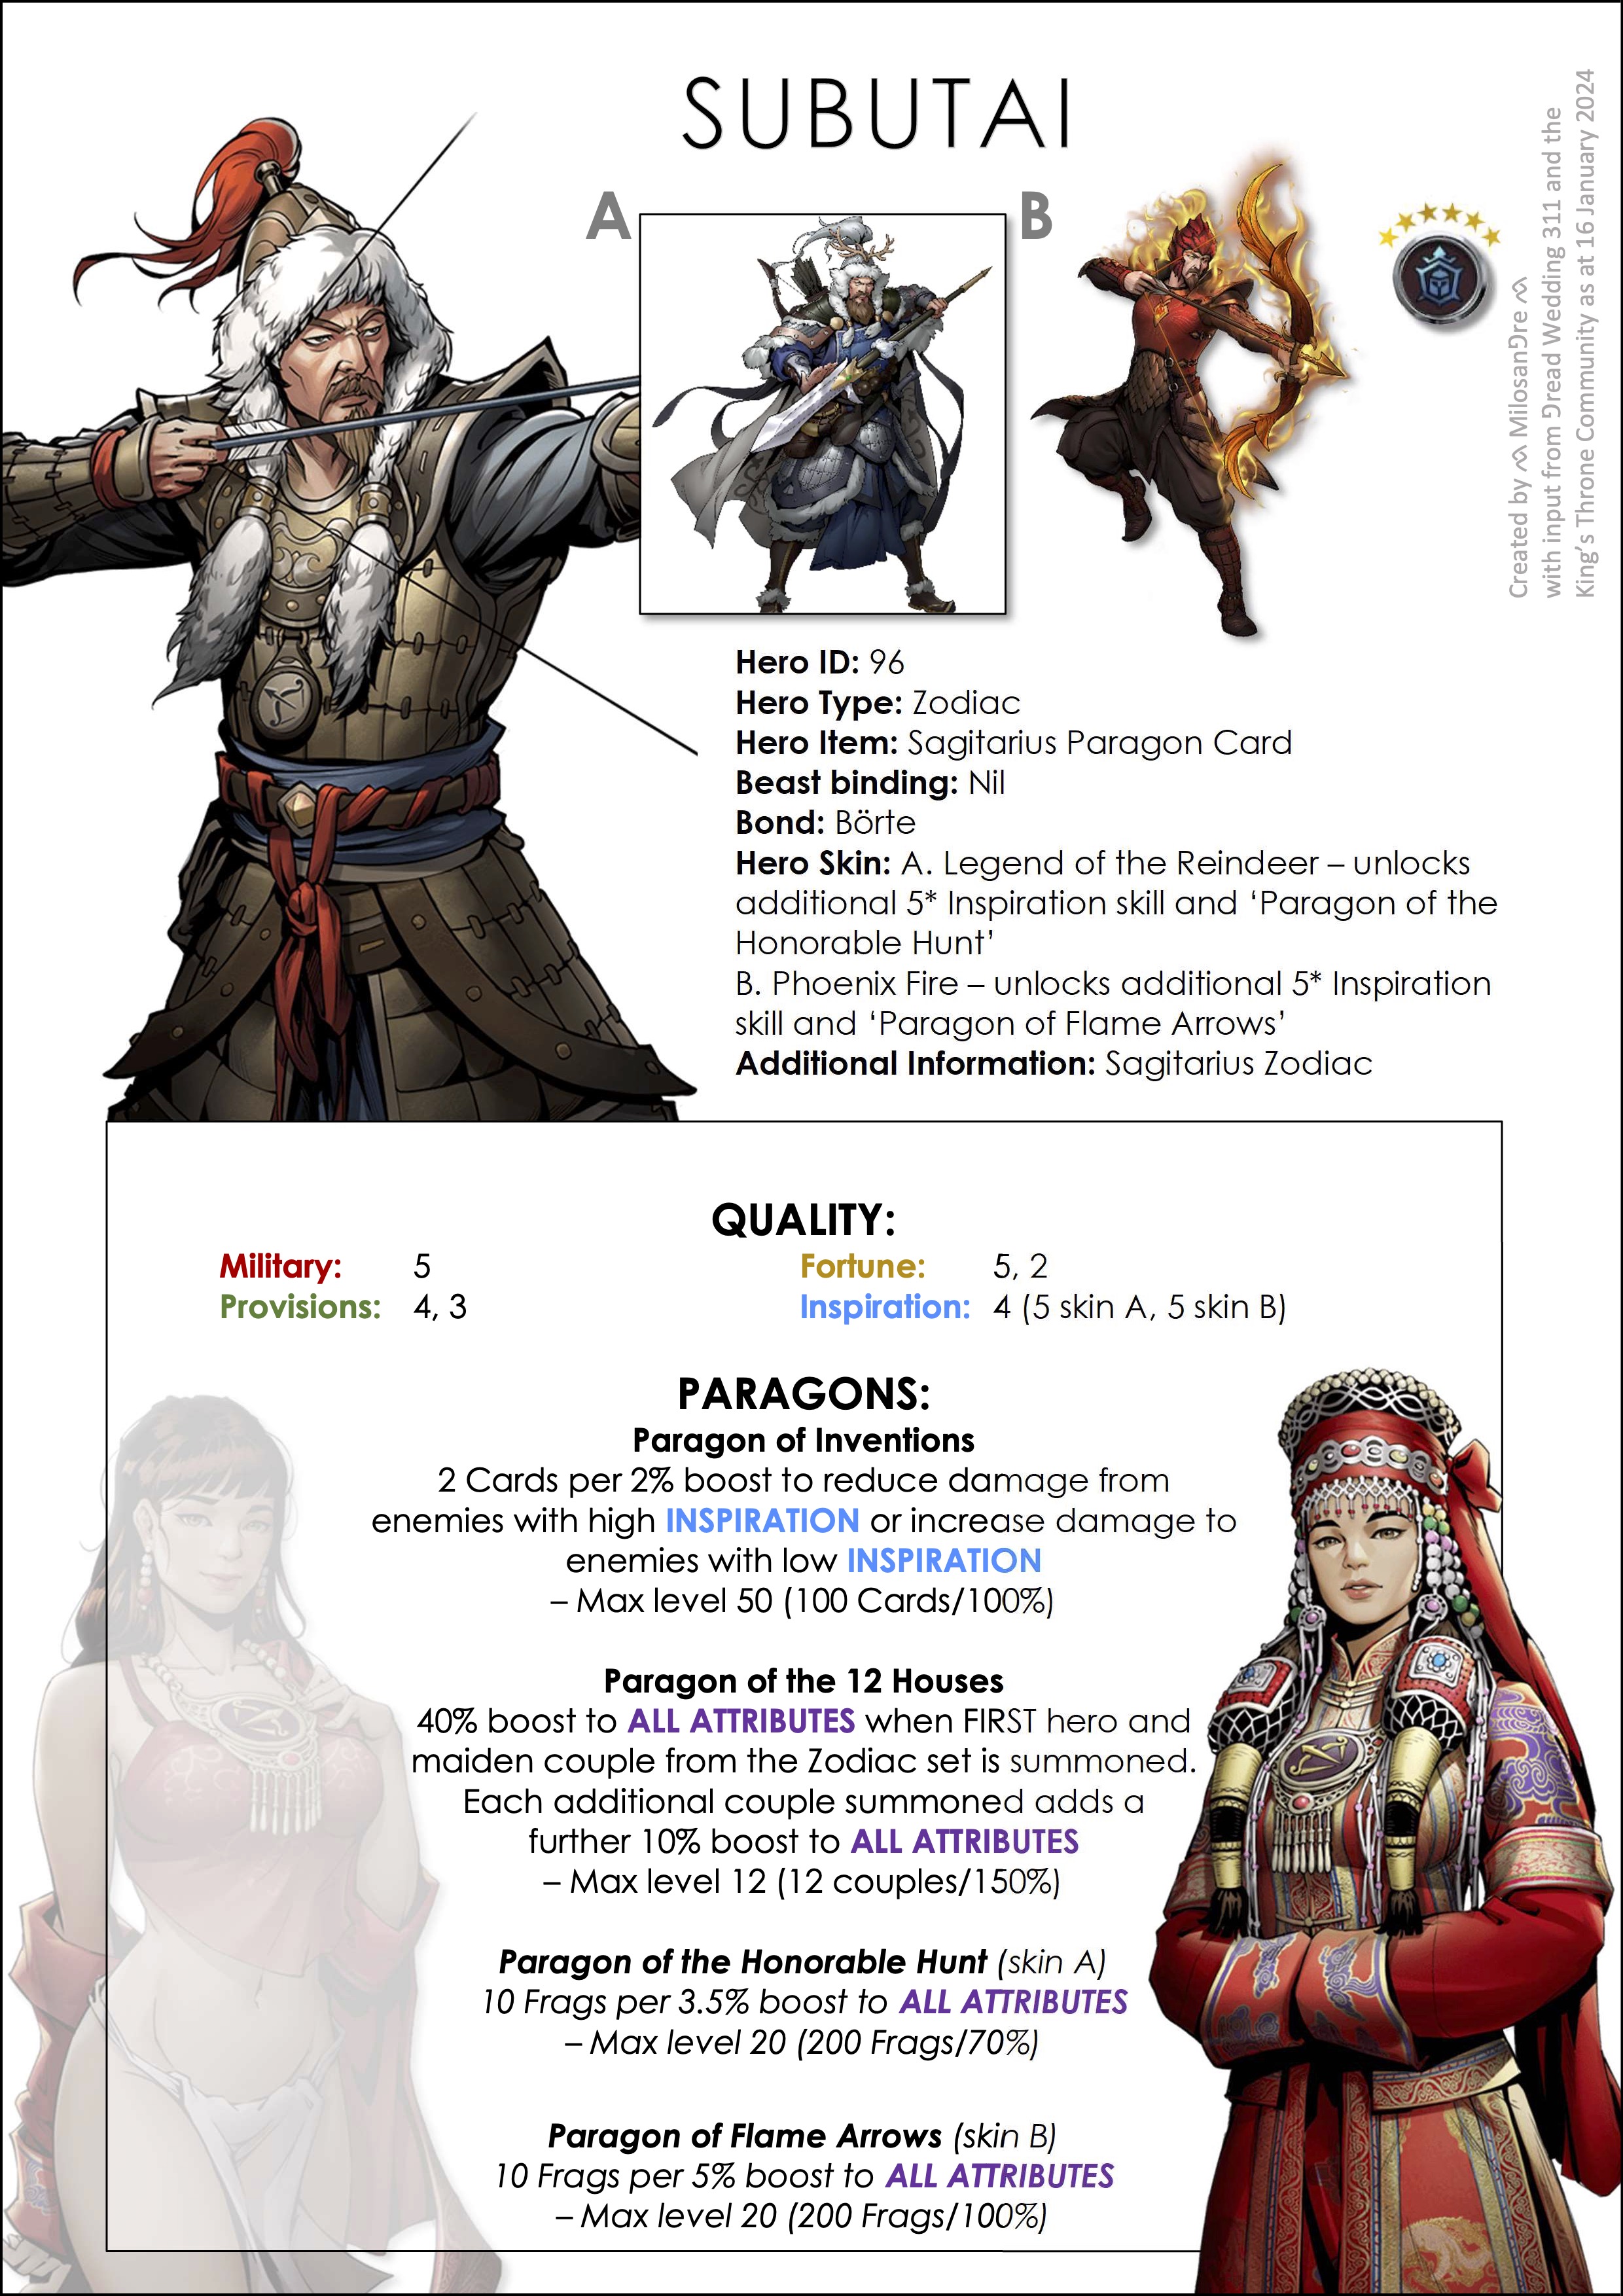 SUBUTAI
A
B
Created by ᨏ MilosanDre ᨏ
with input from Dread Wedding 311 and the
King's Throne Community as at 16 January 2024
Hero ID: 96
Hero Type: Zodiac
Hero Item: Sagitarius Paragon Card
Beast binding: Nil
Bond: Börte
Hero Skin: A. Legend of the Reindeer – unlocks
additional 5* Inspiration skill and ‘Paragon of the
Honorable Hunt’
B. Phoenix Fire – unlocks additional 5* Inspiration
skill and ‘Paragon of Flame Arrows’
Additional Information: Sagitarius Zodiac
QUALITY:
Military: 5
Fortune: 5, 2
Provisions: 4, 3
Inspiration: 4 (5 skin A, 5 skin B)
PARAGONS:
Paragon of Inventions
2 Cards per 2% boost to reduce damage from
enemies with high INSPIRATION or increase damage to
enemies with low INSPIRATION
– Max level 50 (100 Cards/100%)
Paragon of the 12 Houses
40% boost to ALL ATTRIBUTES when FIRST hero and
maiden couple from the Zodiac set is summoned.
Each additional couple summoned adds a
further 10% boost to ALL ATTRIBUTES
– Max level 12 (12 couples/150%)
Paragon of the Honorable Hunt (skin A)
10 Frags per 3.5% boost to ALL ATTRIBUTES
– Max level 20 (200 Frags/70%)
Paragon of Flame Arrows (skin B)
10 Frags per 5% boost to ALL ATTRIBUTES
– Max level 20 (200 Frags/100%)